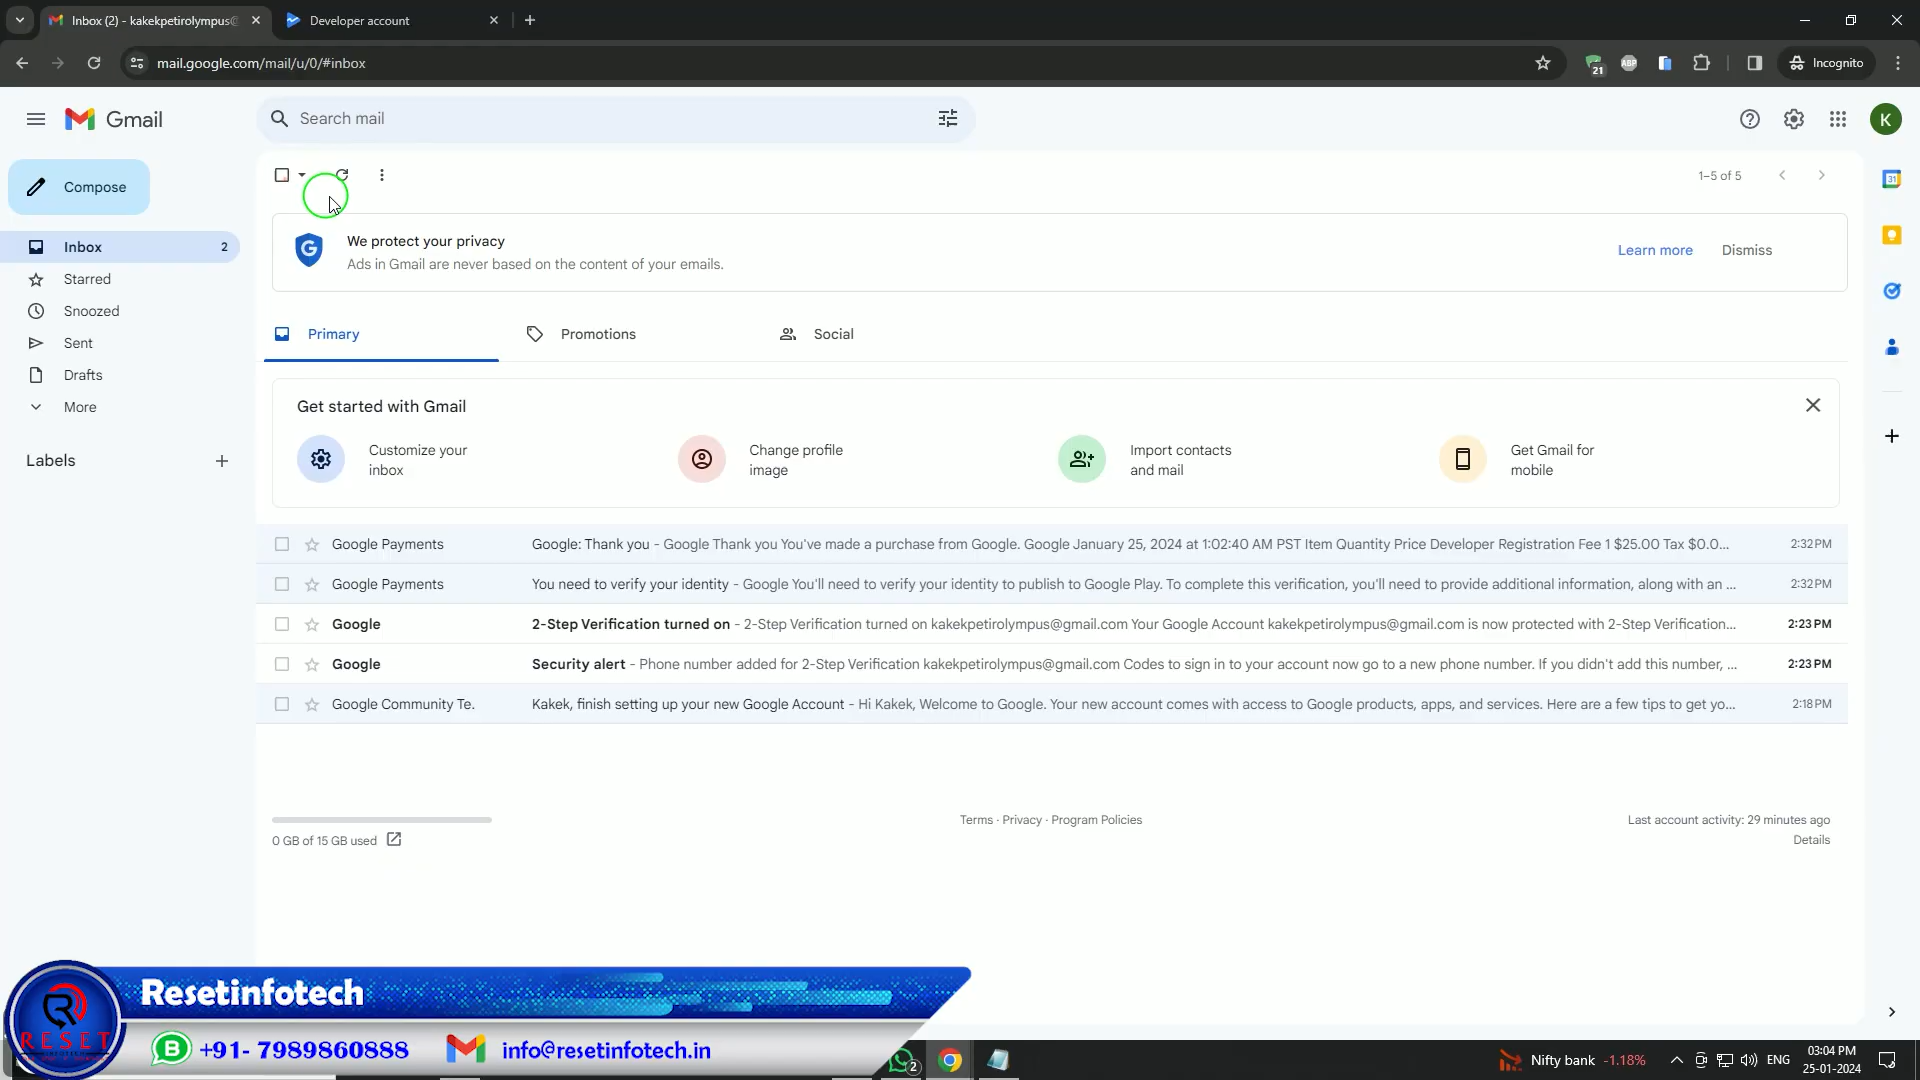 Inbox (2) - kakekpetirolympus@
Developer account
mail.google.com/mail/u/0/#inbox
21
ABP
Incognito
Gmail
Search mail
K
Compose
1–5 of 5
31
We protect your privacy
Ads in Gmail are never based on the content of your emails.
Learn more
Dismiss
Inbox
2
Starred
Snoozed
Sent
Drafts
More
Labels
Primary
Promotions
Social
Get started with Gmail
Customize your
inbox
Change profile
image
Import contacts
and mail
Get Gmail for
mobile
Google Payments
Google: Thank you - Google Thank you You've made a purchase from Google. Google January 25, 2024 at 1:02:40 AM PST Item Quantity Price Developer Registration Fee 1 $25.00 Tax $0.0...
2:32 PM
Google Payments
You need to verify your identity - Google You'll need to verify your identity to publish to Google Play. To complete this verification, you'll need to provide additional information, along with an ...
2:32 PM
Google
2-Step Verification turned on - 2-Step Verification turned on kakekpetirolympus@gmail.com Your Google Account kakekpetirolympus@gmail.com is now protected with 2-Step Verification...
2:23 PM
Google
Security alert - Phone number added for 2-Step Verification kakekpetirolympus@gmail.com Codes to sign in to your account now go to a new phone number. If you didn't add this number, ...
2:23 PM
Google Community Te.
Kakek, finish setting up your new Google Account - Hi Kakek, Welcome to Google. Your new account comes with access to Google products, apps, and services. Here are a few tips to get yo...
2:18 PM
0 GB of 15 GB used
Terms · Privacy · Program Policies
Last account activity: 29 minutes ago
Details
Resetinfotech
RESET
+91- 7989860888
info@resetinfotech.in
2
Nifty bank -1.18%
ENG
03:04 PM
25-01-2024